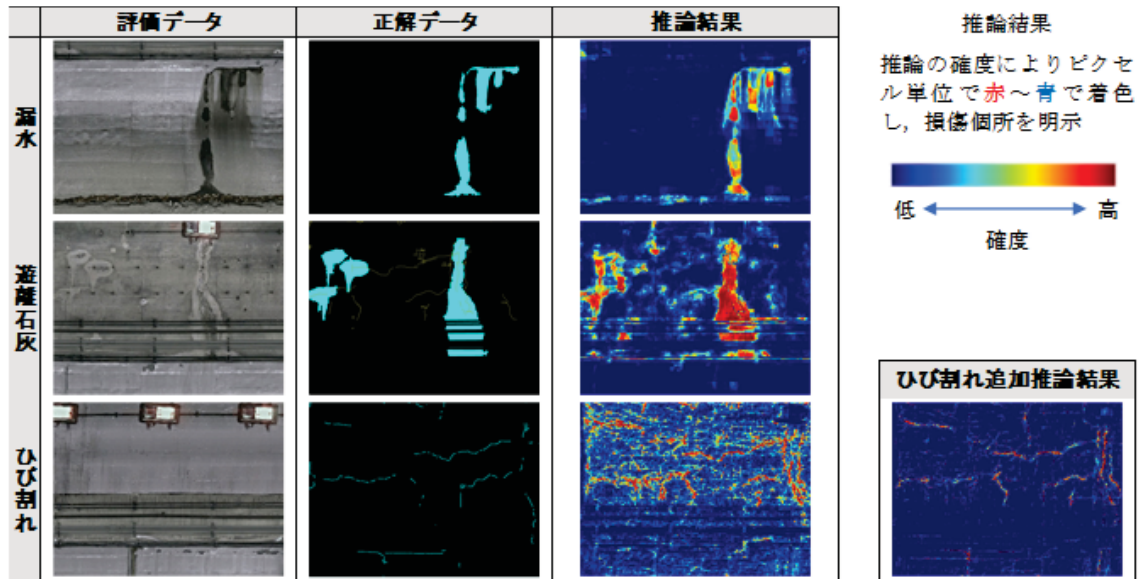 評価データ
正解データ
推論結果
漏水
遊離石灰
ひび割れ
推論結果
推論の確度によりピクセ
ル単位で赤～青で着色
し，損傷個所を明示
低
高
確度
ひび割れ追加推論結果